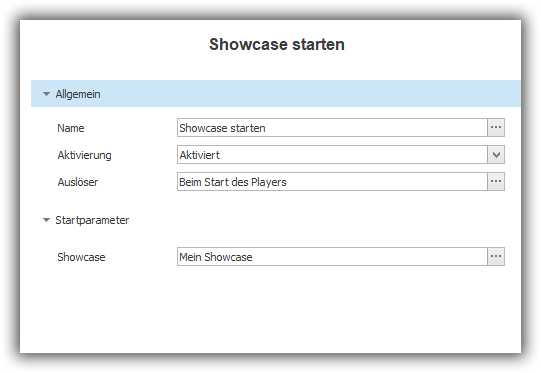 Showcase starten
Allgemein
Name Showcase starten
Aktivierung Aktiviert
Auslöser Beim Start des Players
Startparameter
Showcase Mein Showcase